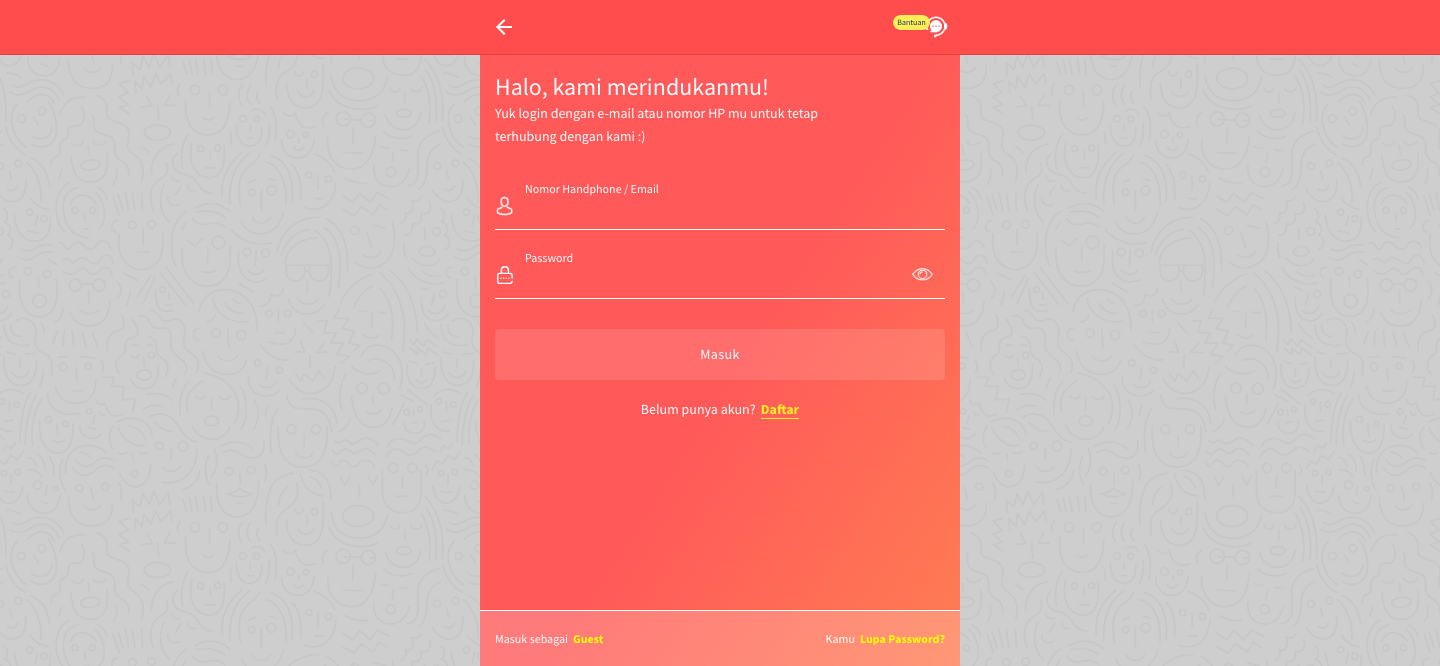 Bantuan
Halo, kami merindukanmu!
Yuk login dengan e-mail atau nomor HP mu untuk tetap
terhubung dengan kami :)
Nomor Handphone / Email
Password
Masuk
Belum punya akun? Daftar
Masuk sebagai Guest
Kamu Lupa Password?